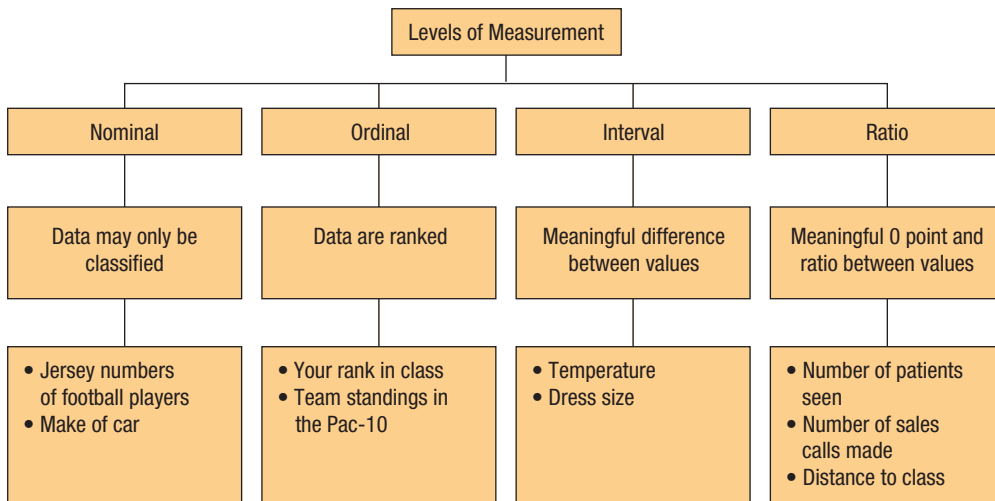 Levels of Measurement
Nominal
Ordinal
Interval
Ratio
Data may only be
classified
Data are ranked
Meaningful difference
between values
Meaningful 0 point and
ratio between values
• Jersey numbers
of football players
• Make of car
• Your rank in class
• Team standings in
the Pac-10
• Temperature
• Dress size
• Number of patients
seen
• Number of sales
calls made
• Distance to class